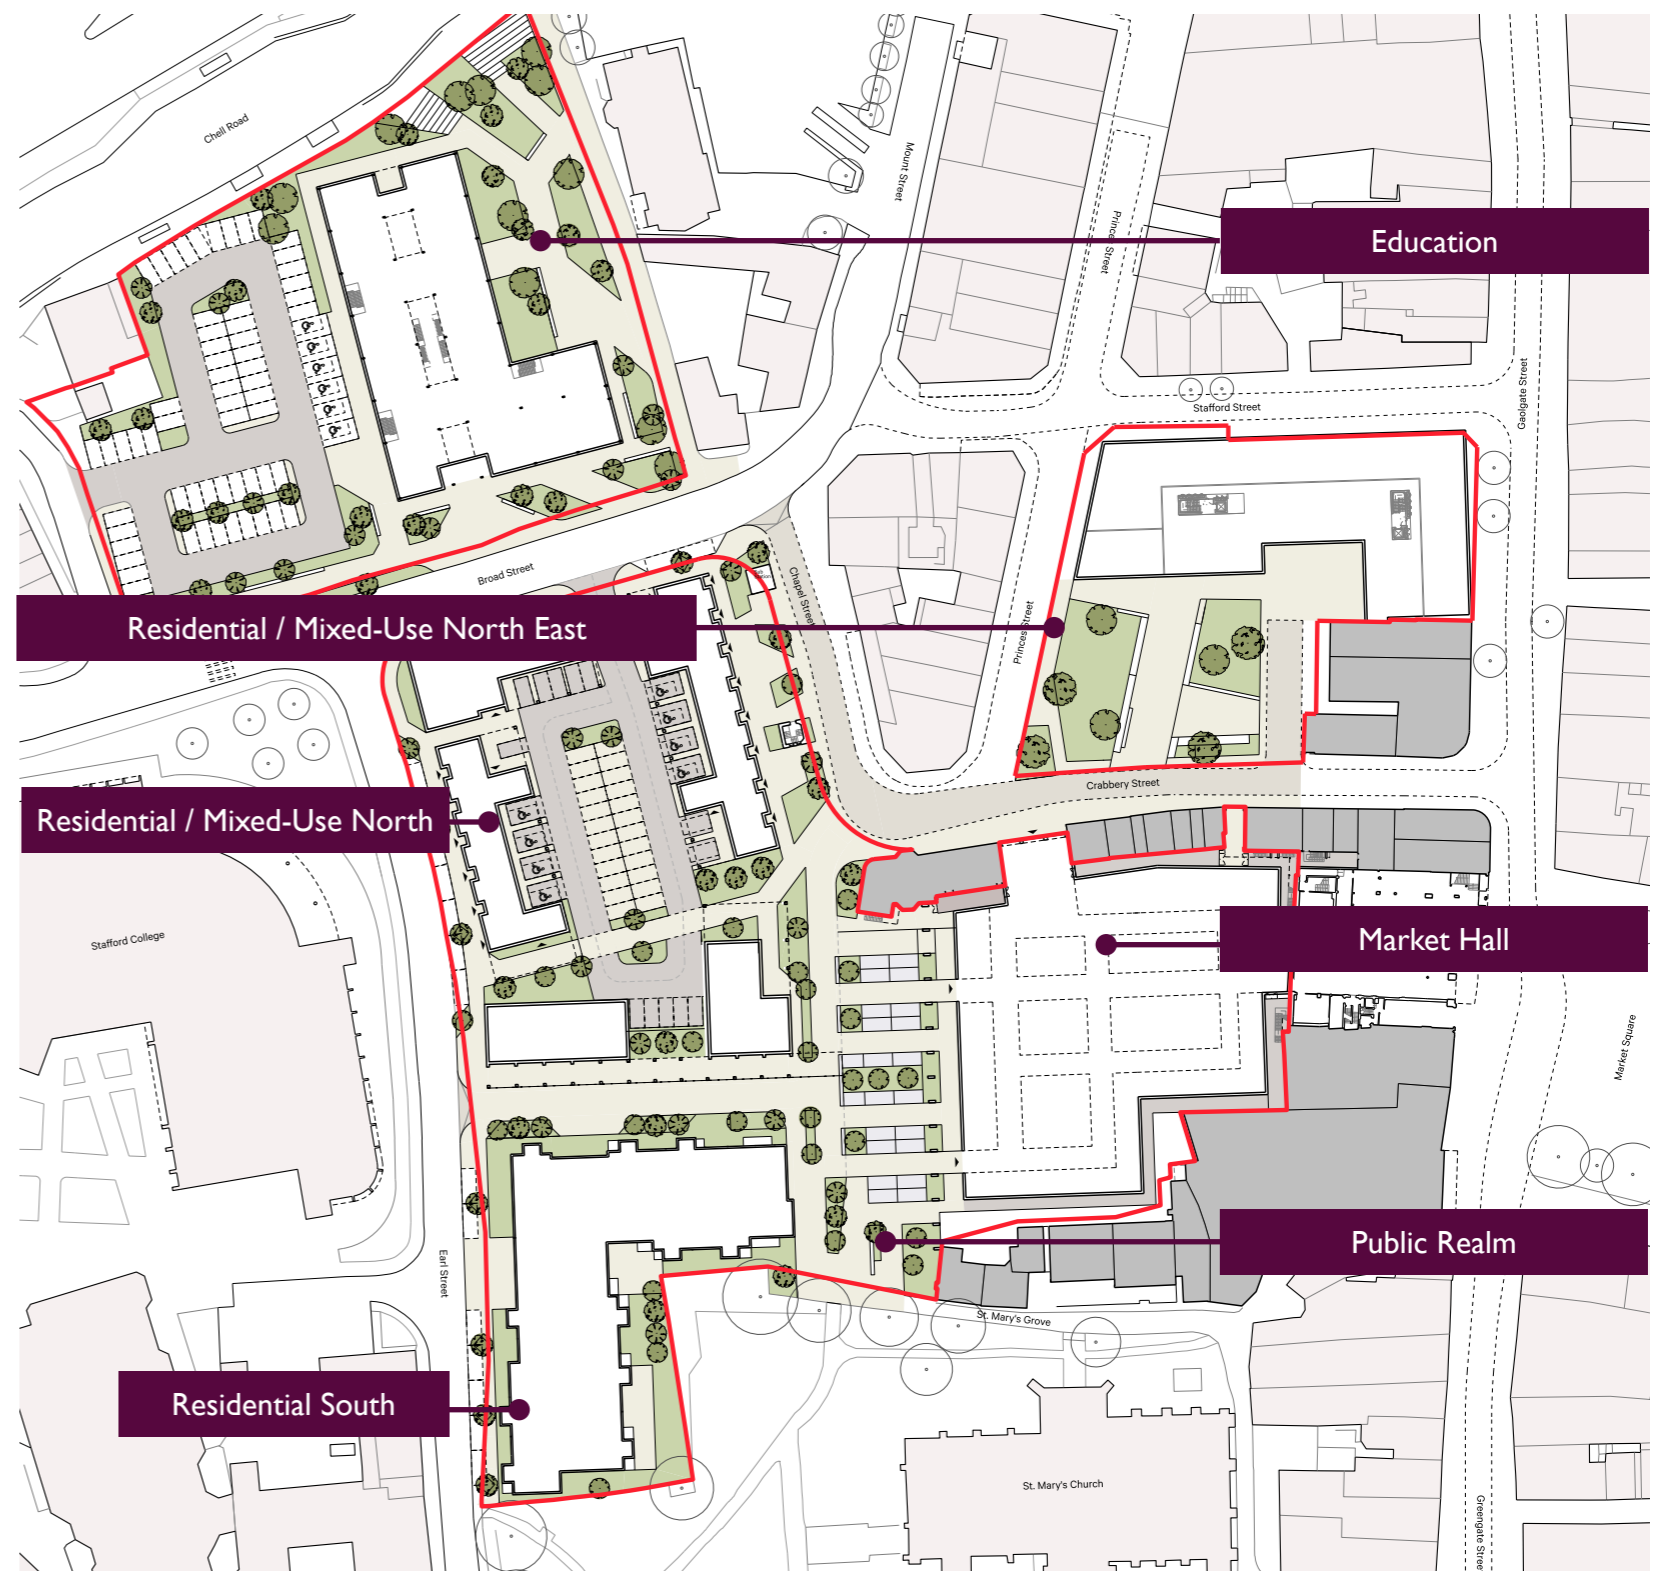 Chell Road
Mount Street
Princes Street
Education
Gaolgate Street
Stafford Street
Broad Street
Chapel Street
Residential / Mixed-Use North East
Princes Street
Crabbery Street
Residential / Mixed-Use North
Stafford College
Market Hall
Market Square
Public Realm
Earl Street
St. Mary's Grove
Residential South
St. Mary's Church
Greengate Street